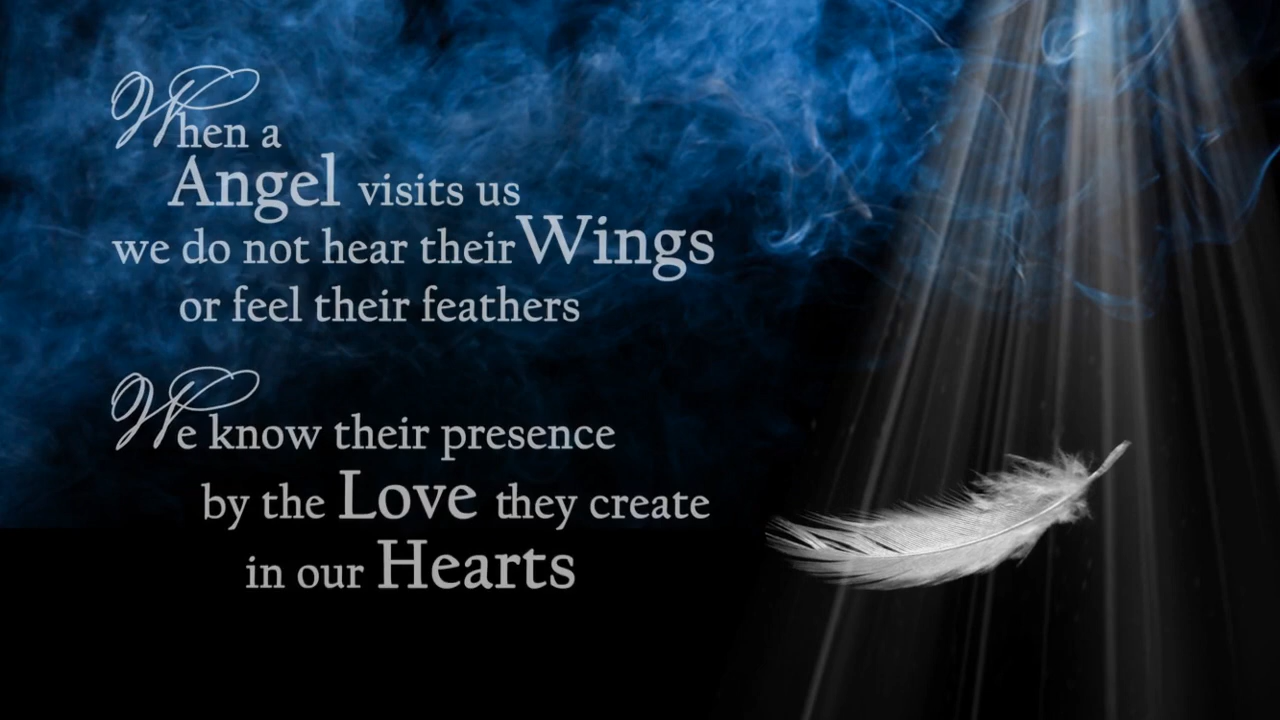 When a
Angel visits us
we do not hear their Wings
or feel their feathers
We know their presence
by the Love they create
in our Hearts